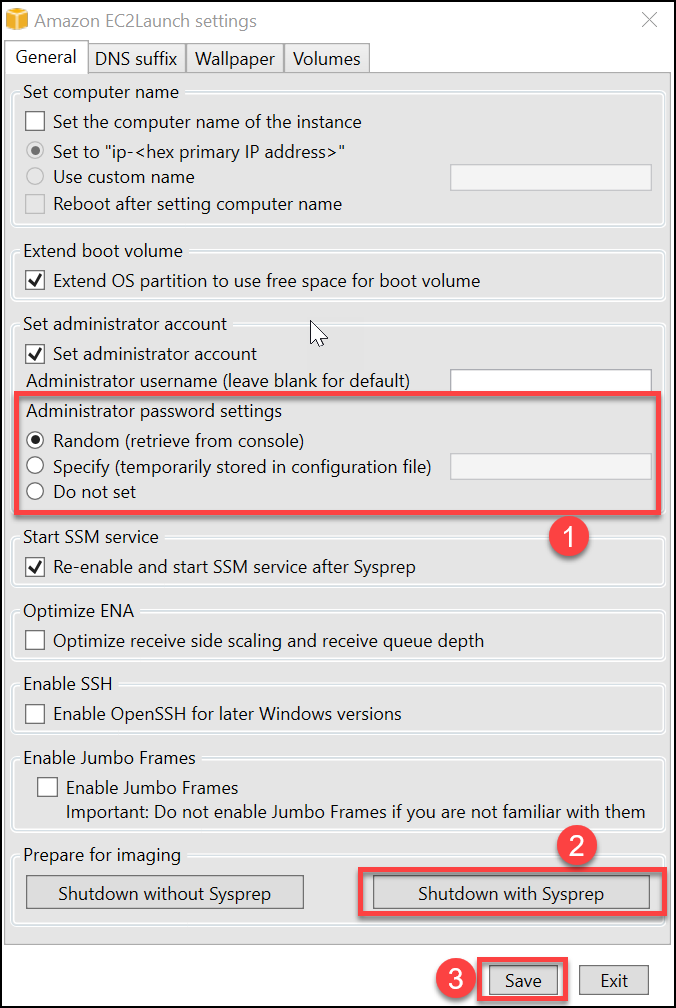 Amazon EC2Launch settings
General DNS suffix Wallpaper Volumes
Set computer name
Set the computer name of the instance
Set to "ip-<hex primary IP address>"
Use custom name
Reboot after setting computer name
Extend boot volume
Extend OS partition to use free space for boot volume
Set administrator account
Set administrator account
Administrator username (leave blank for default)
Administrator password settings
Random (retrieve from console)
Specify (temporarily stored in configuration file)
Do not set
1
Start SSM service
Re-enable and start SSM service after Sysprep
Optimize ENA
Optimize receive side scaling and receive queue depth
Enable SSH
Enable OpenSSH for later Windows versions
Enable Jumbo Frames
Enable Jumbo Frames
Important: Do not enable Jumbo Frames if you are not familiar with them
Prepare for imaging
2
Shutdown without Sysprep Shutdown with Sysprep
3 Save Exit